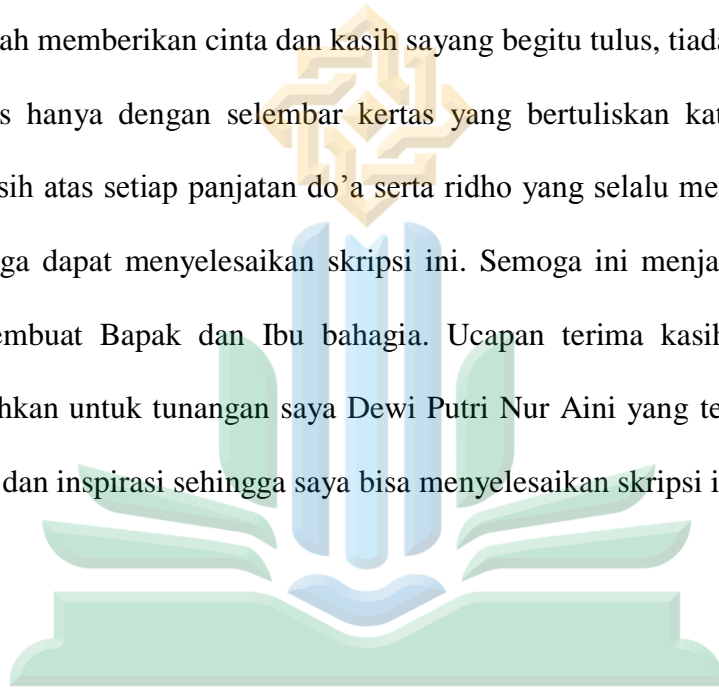 ah memberikan cinta dan kasih sayang begitu tulus, tiada
s hanya dengan selembar kertas yang bertuliskan kat
sih atas setiap panjatan do’a serta ridho yang selalu me
ga dapat menyelesaikan skripsi ini. Semoga ini menja
embuat Bapak dan Ibu bahagia. Ucapan terima kasih
hkan untuk tunangan saya Dewi Putri Nur Aini yang te
dan inspirasi sehingga saya bisa menyelesaikan skripsi i